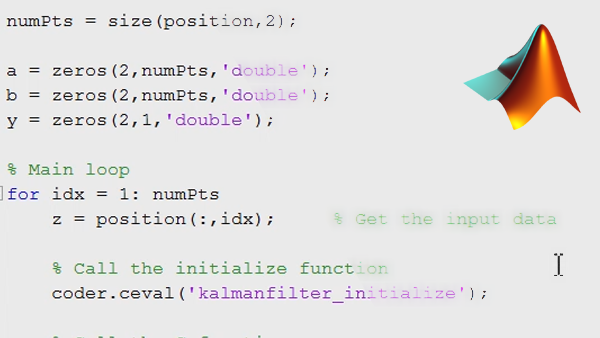 numPts = size(position,2);
a = zeros(2,numPts,'double');
b = zeros(2,numPts,'double');
y = zeros(2,1,'double');
% Main loop
for idx = 1: numPts
z = position(:,idx); % Get the input data
% Call the initialize function
coder.ceval('kalmanfilter_initialize');